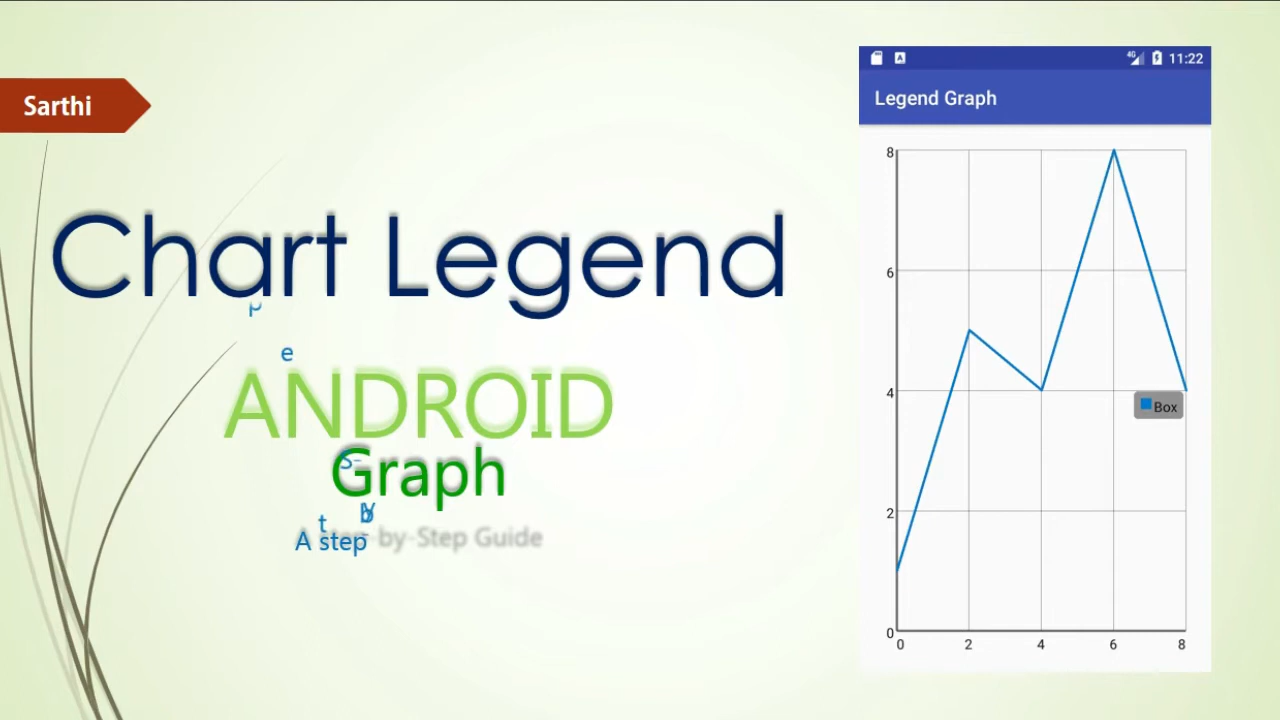 Sarthi
Chart Legend
ANDROID
Graph
A step-by-Step Guide
4G 11:22
Legend Graph
8
6
4
2
0
0 2 4 6 8
Box